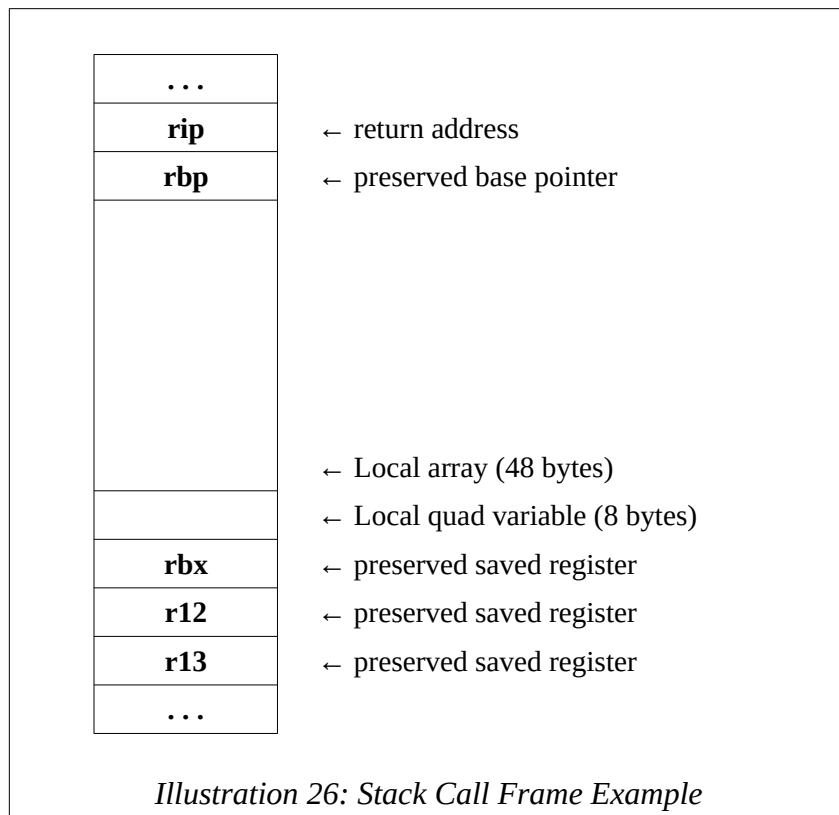 . . .
rip ← return address
rbp ← preserved base pointer
← Local array (48 bytes)
← Local quad variable (8 bytes)
rbx ← preserved saved register
r12 ← preserved saved register
r13 ← preserved saved register
. . .
Illustration 26: Stack Call Frame Example